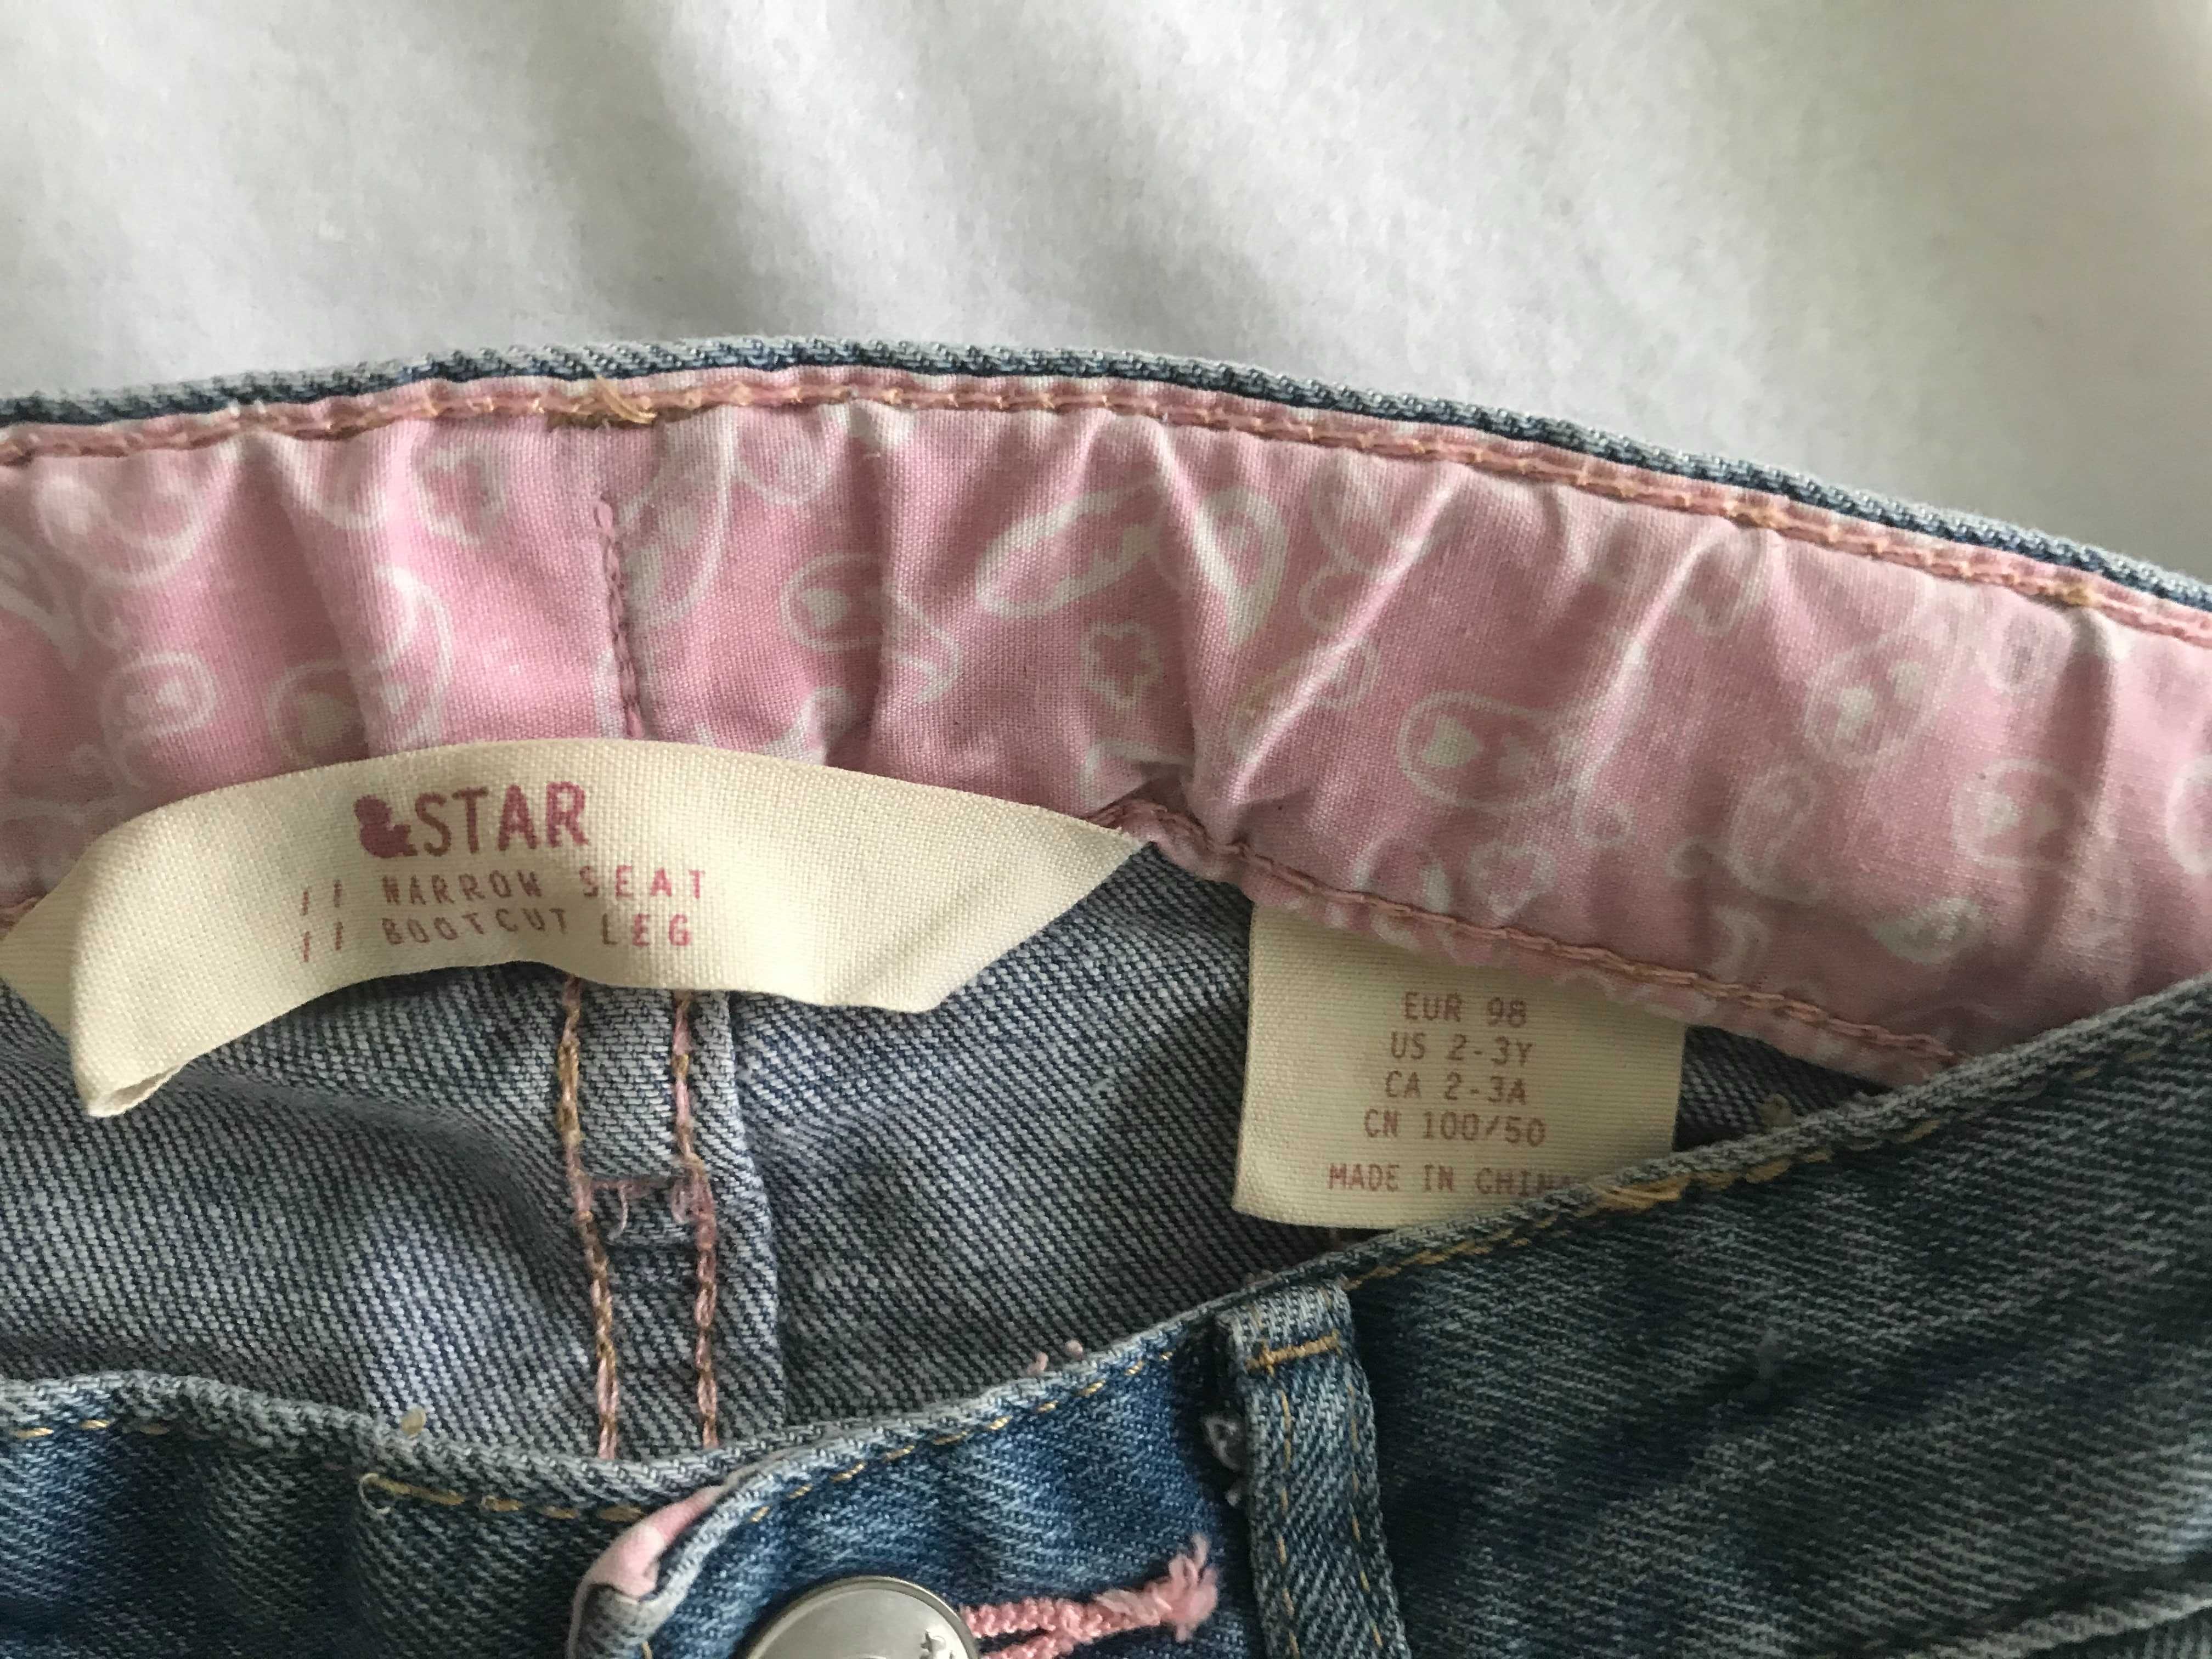 &STAR
// NARROW SEAT
// BOOTCUT LEG
EUR 98
US 2-3Y
CA 2-3A
CN 100/50
MADE IN CHINA